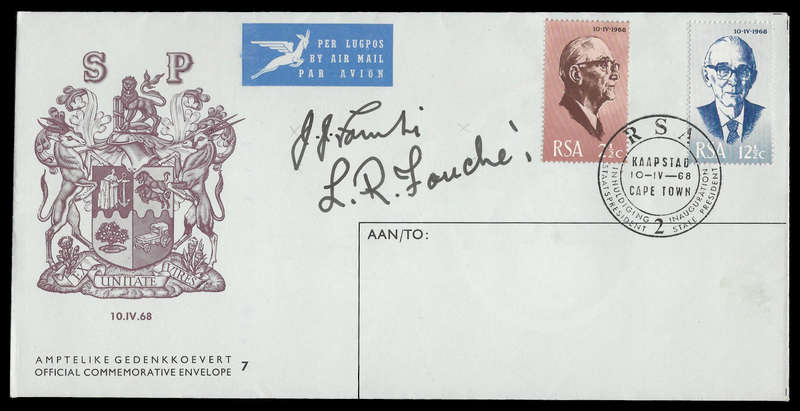 S P
EX UNITATE VIRES
10.IV.68
AMPTELIKE GEDENKKOEVERT
OFFICIAL COMMEMORATIVE ENVELOPE 7
PER LUGPOS
BY AIR MAIL
PAR AVION
J.J. Fouché
L.R. Fouché
10·IV·1968
RSA 2½c
10·IV·1968
RSA 12½c
RSA
KAAPSTAD
10-IV-68
CAPE TOWN
INHULDIGING STAATSPRESIDENT
INAUGURATION STATE PRESIDENT
2
AAN/TO: